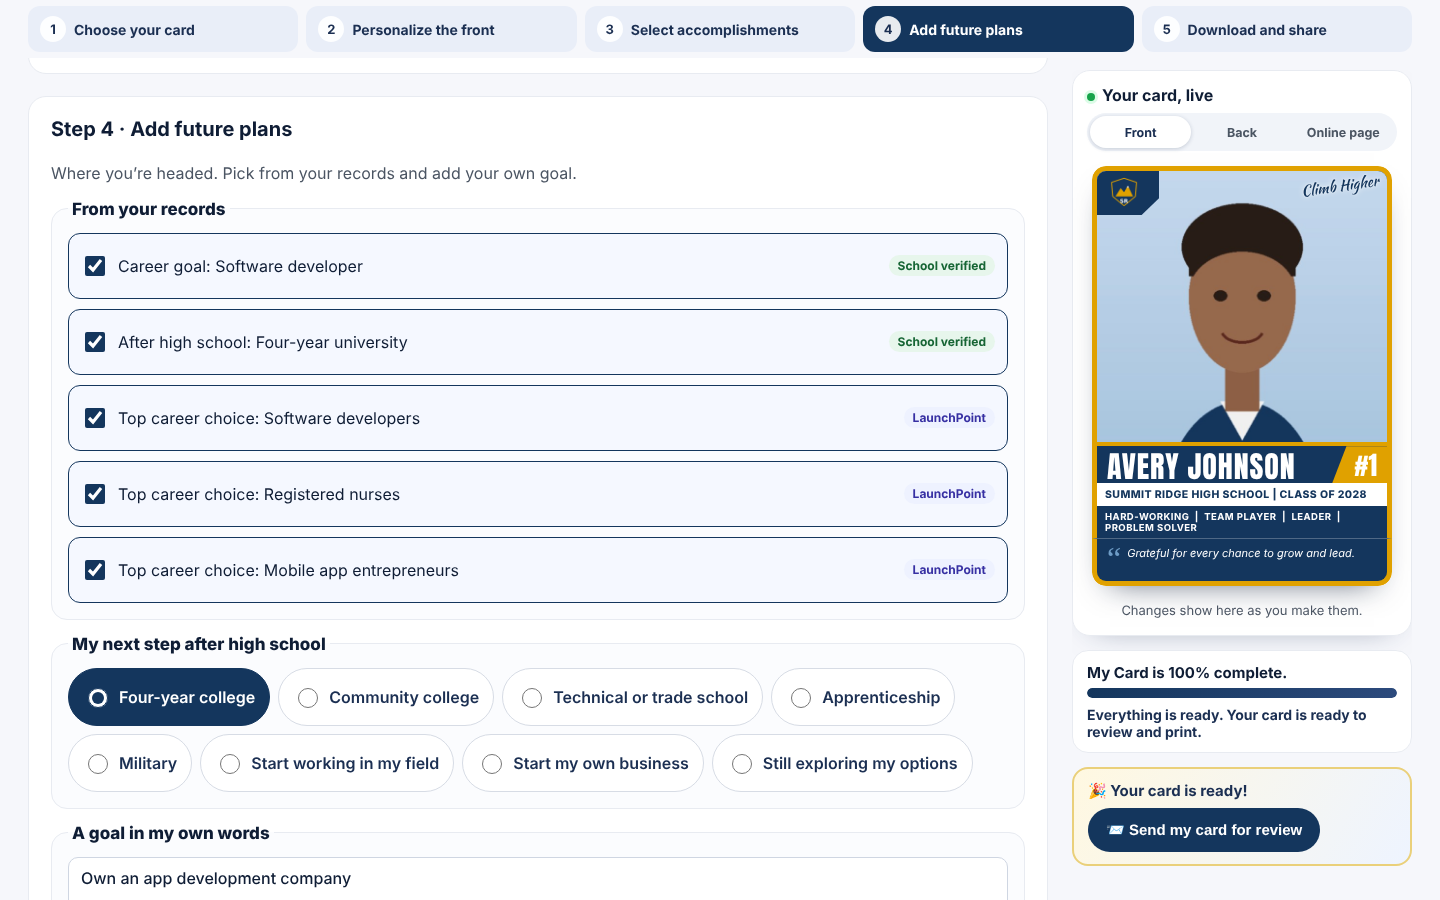 1 Choose your card
2 Personalize the front
3 Select accomplishments
4 Add future plans
5 Download and share
Step 4 · Add future plans
Where you’re headed. Pick from your records and add your own goal.
From your records
Career goal: Software developer
School verified
After high school: Four-year university
School verified
Top career choice: Software developers
LaunchPoint
Top career choice: Registered nurses
LaunchPoint
Top career choice: Mobile app entrepreneurs
LaunchPoint
My next step after high school
Four-year college
Community college
Technical or trade school
Apprenticeship
Military
Start working in my field
Start my own business
Still exploring my options
A goal in my own words
Own an app development company
Your card, live
Front
Back
Online page
SR
Climb Higher
AVERY JOHNSON
#1
SUMMIT RIDGE HIGH SCHOOL | CLASS OF 2028
HARD-WORKING | TEAM PLAYER | LEADER |
PROBLEM SOLVER
“ Grateful for every chance to grow and lead.
Changes show here as you make them.
My Card is 100% complete.
Everything is ready. Your card is ready to
review and print.
🎉 Your card is ready!
📨 Send my card for review